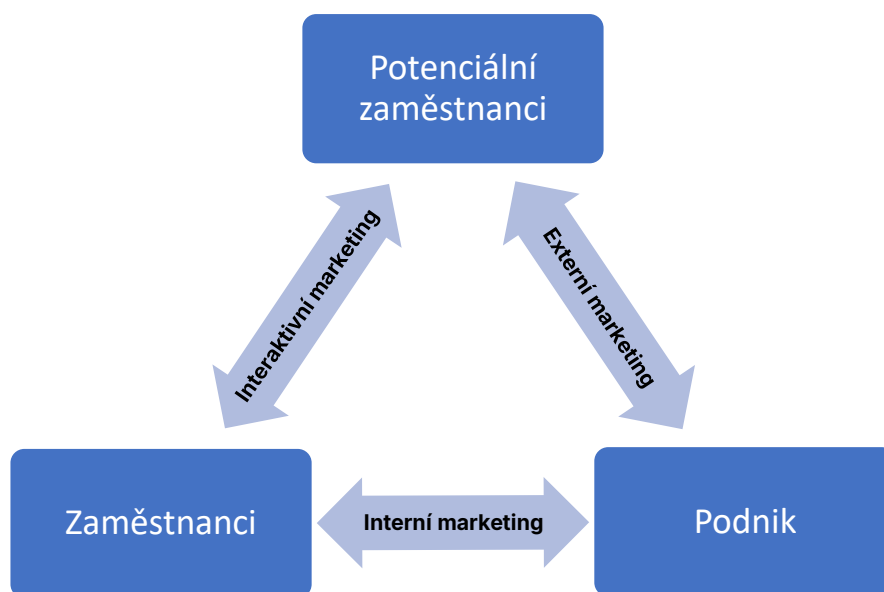 Potenciální
zaměstnanci
Interaktivní marketing
Externí marketing
Zaměstnanci
Interní marketing
Podnik